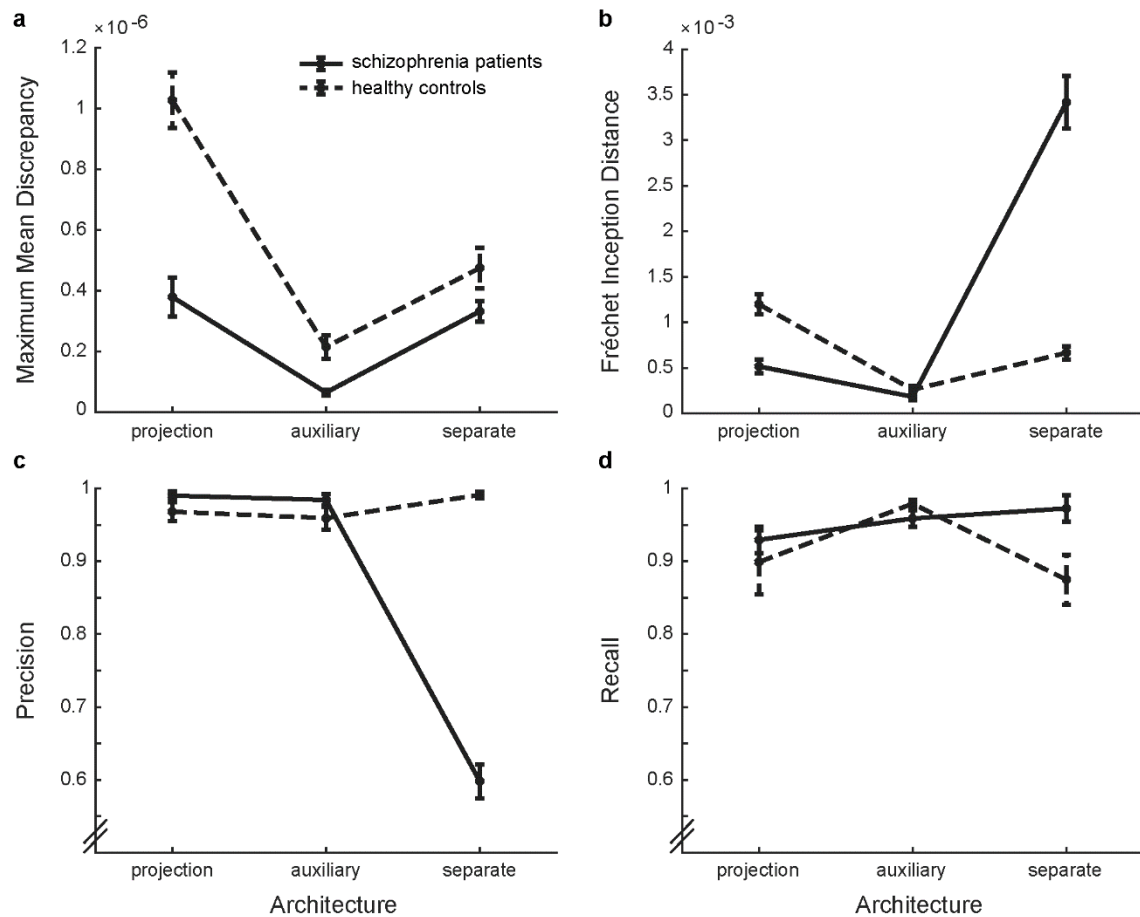 a
×10⁻⁶
Maximum Mean Discrepancy
1.2
1
0.8
0.6
0.4
0.2
0
schizophrenia patients
healthy controls
projection auxiliary separate
b
×10⁻³
Fréchet Inception Distance
4
3.5
3
2.5
2
1.5
1
0.5
0
projection auxiliary separate
c
Precision
1
0.9
0.8
0.7
0.6
projection auxiliary separate
Architecture
d
Recall
1
0.9
0.8
0.7
0.6
projection auxiliary separate
Architecture